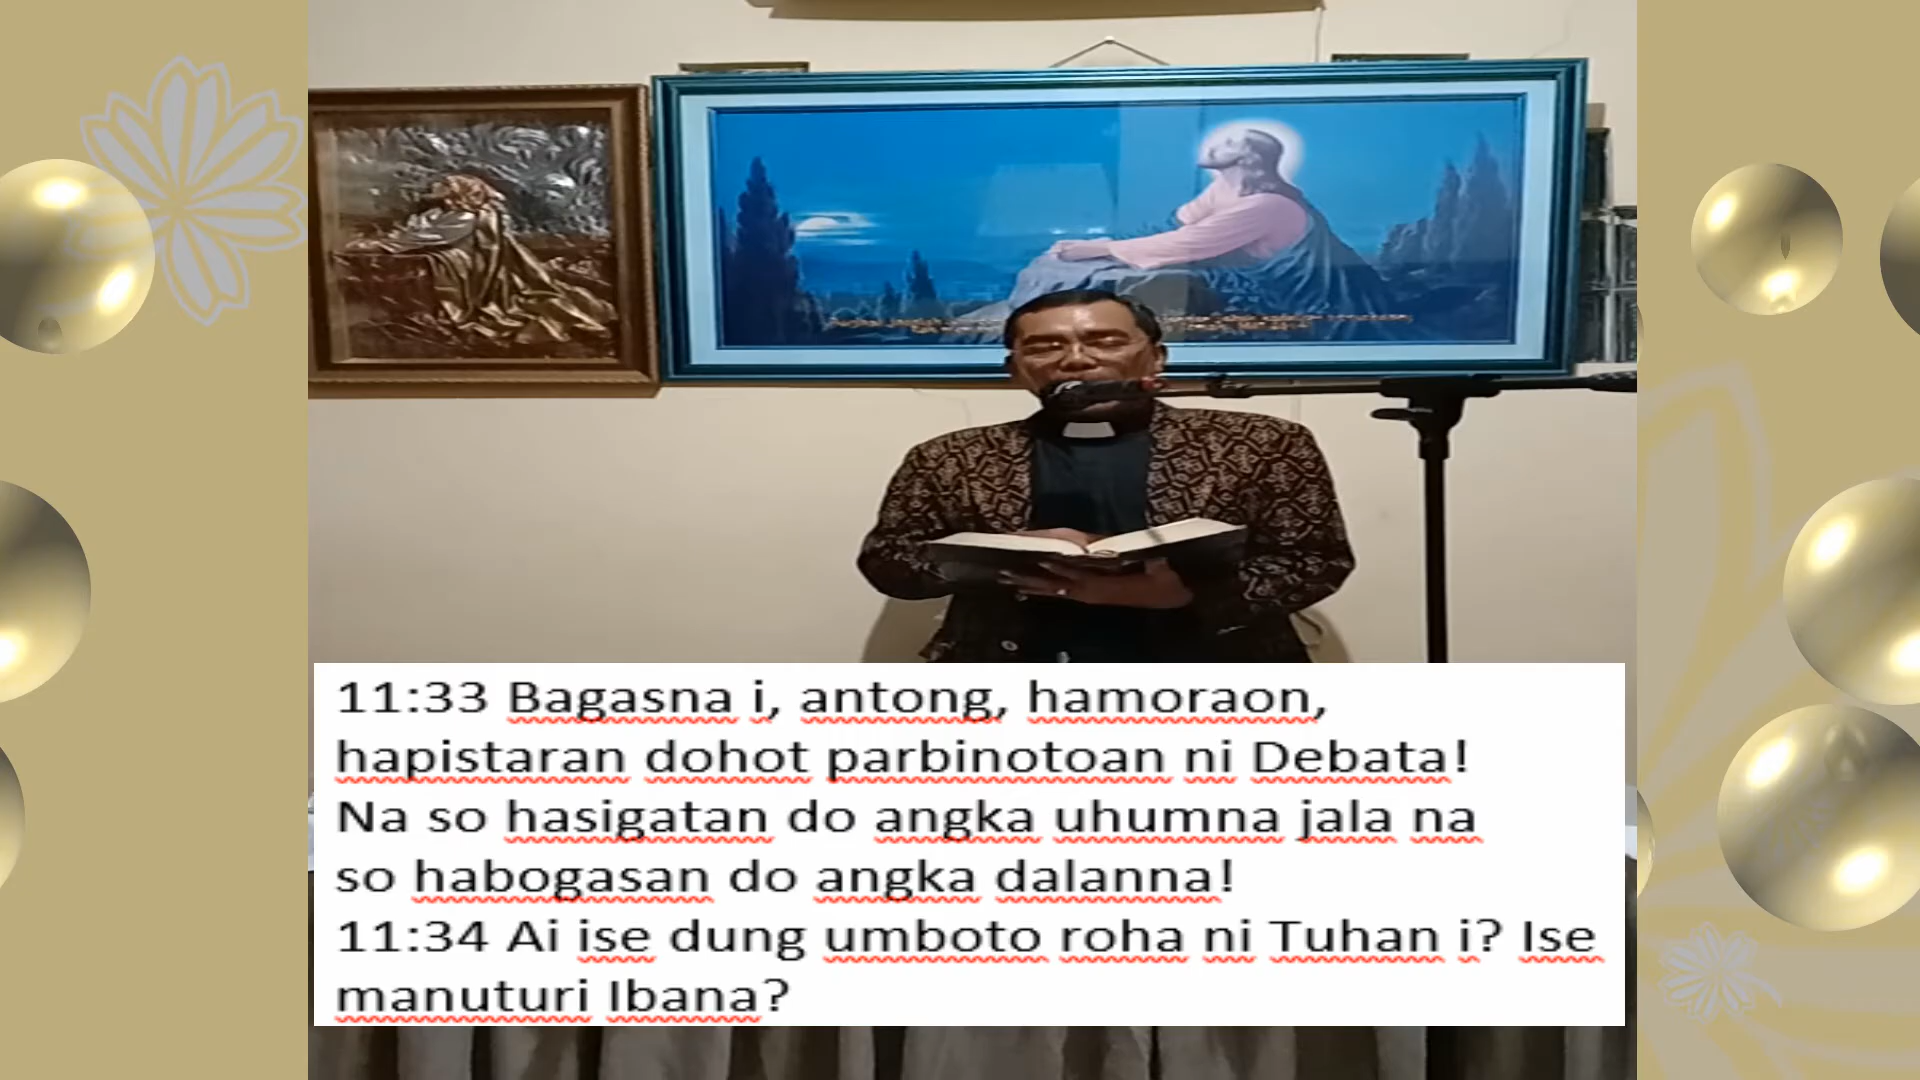 11:33 Bagasna i, antong, hamoraon,
hapistaran dohot parbinotoan ni Debata!
Na so hasigatan do angka uhumna jala na
so habogasan do angka dalanna!
11:34 Ai ise dung umboto roha ni Tuhan i? Ise
manuturi Ibana?